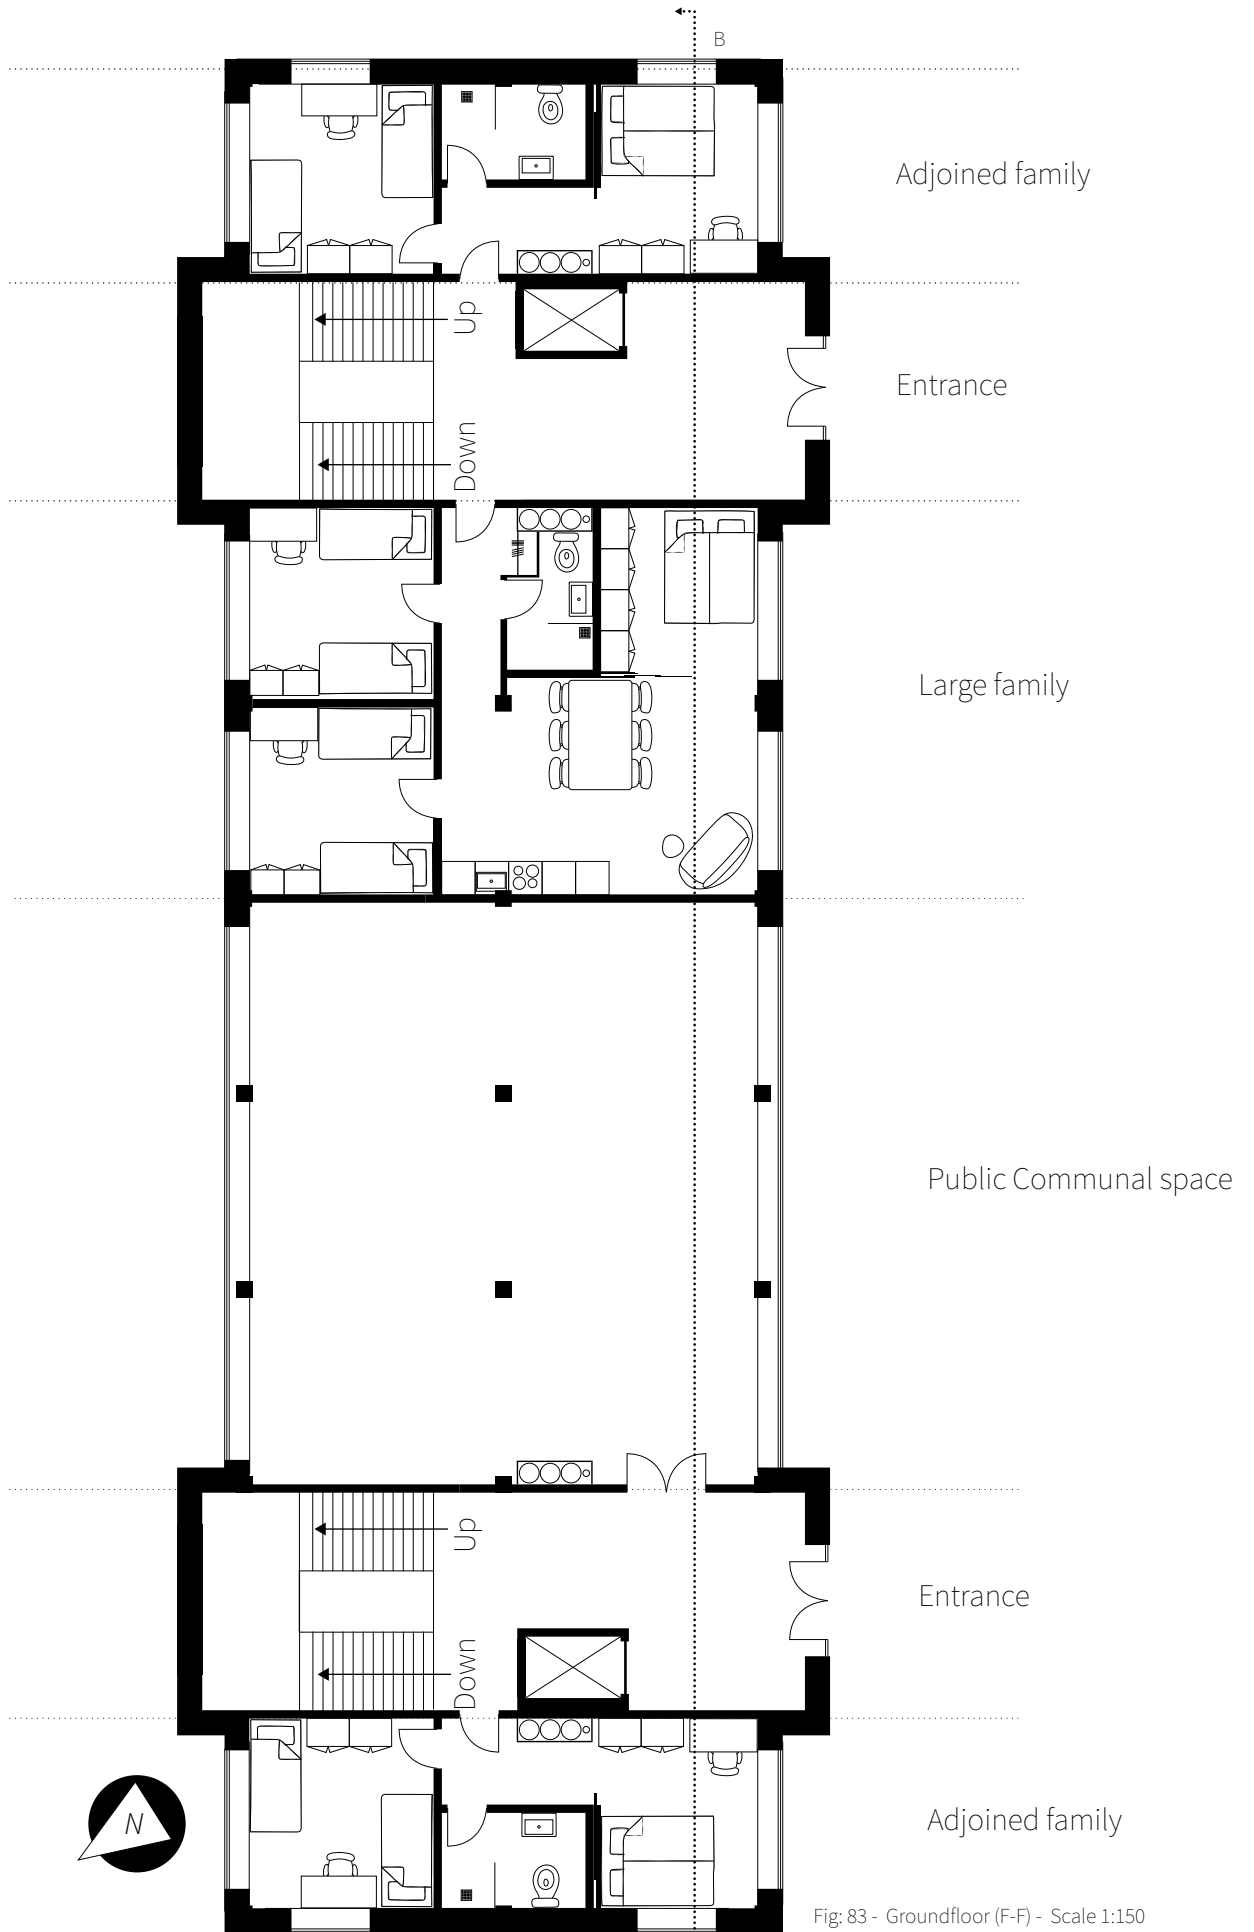 B
Adjoined family
Up
Entrance
Down
Large family
Public Communal space
Up
Entrance
Down
N
Adjoined family
Fig: 83 - Groundfloor (F-F) - Scale 1:150